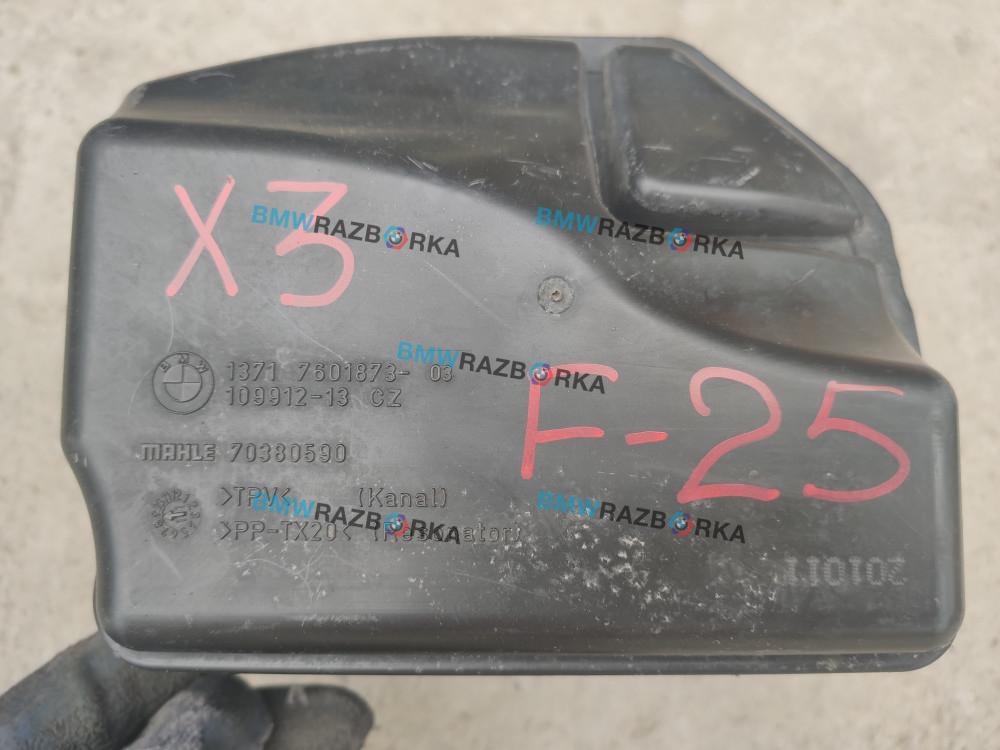 X3
BMWRAZBORKA
BMWRAZBORKA
BMWRAZBORKA
1371 7601873- 03
109912-13 CZ
F-25
MAHLE 70380590
>TPV< (Kanal)
BMWRAZBORKA
BMWRAZBORKA
>PP-TX20< (Resonator)